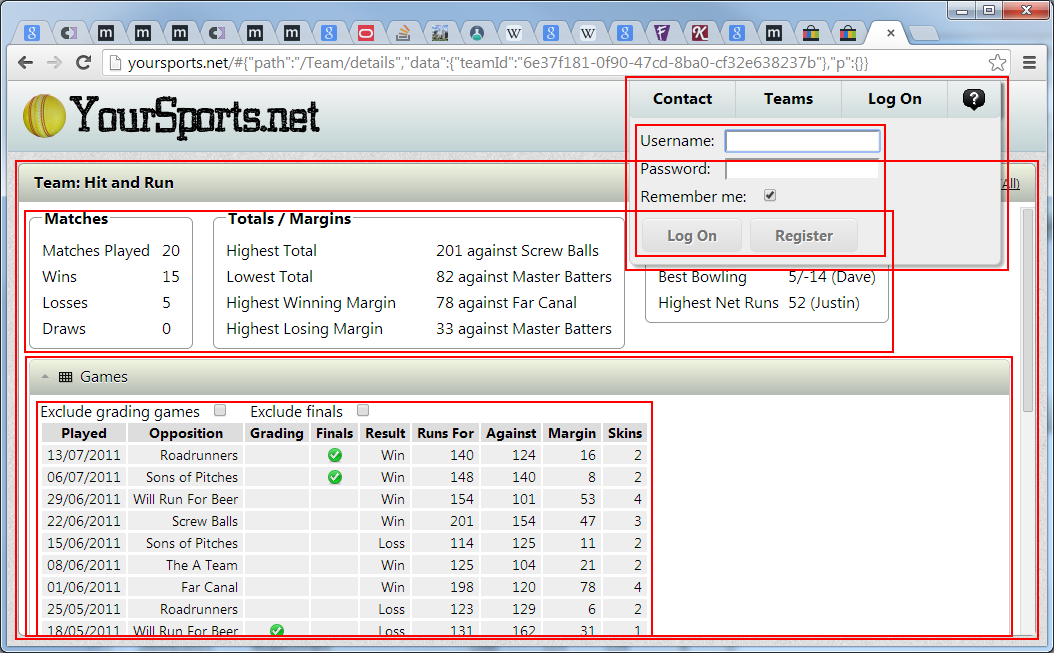 yoursports.net/#{"path":"/Team/details","data":{"teamId":"6e37f181-0f90-47cd-8ba0-cf32e638237b"},"p":{}}
YourSports.net
Contact Teams Log On ?
Username:
Password:
Remember me:
Log On Register
Team: Hit and Run All)
Matches
Matches Played 20
Wins 15
Losses 5
Draws 0
Totals / Margins
Highest Total 201 against Screw Balls
Lowest Total 82 against Master Batters
Highest Winning Margin 78 against Far Canal
Highest Losing Margin 33 against Master Batters
Best Bowling 5/-14 (Dave)
Highest Net Runs 52 (Justin)
Games
Exclude grading games Exclude finals
Played Opposition Grading Finals Result Runs For Against Margin Skins
13/07/2011 Roadrunners Win 140 124 16 2
06/07/2011 Sons of Pitches Win 148 140 8 2
29/06/2011 Will Run For Beer Win 154 101 53 4
22/06/2011 Screw Balls Win 201 154 47 3
15/06/2011 Sons of Pitches Loss 114 125 11 2
08/06/2011 The A Team Win 125 104 21 2
01/06/2011 Far Canal Win 198 120 78 4
25/05/2011 Roadrunners Loss 123 129 6 2
18/05/2011 Will Run For Beer Loss 131 162 31 1